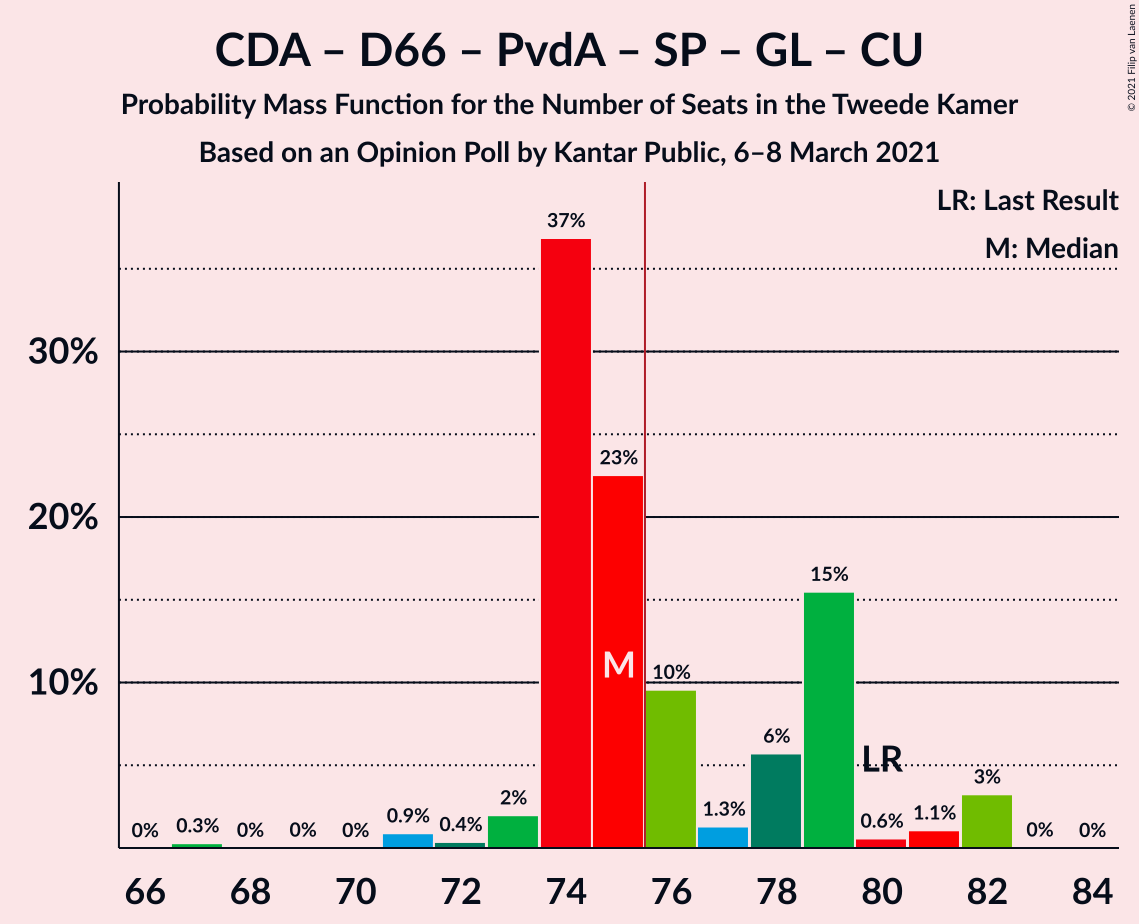 CDA – D66 – PvdA – SP – GL – CU
Probability Mass Function for the Number of Seats in the Tweede Kamer
Based on an Opinion Poll by Kantar Public, 6–8 March 2021
© 2021 Filip van Laenen
LR: Last Result
M: Median
30%
20%
10%
0%
0.3%
0%
0%
0%
0.9%
0.4%
2%
37%
23%
10%
1.3%
6%
15%
0.6%
1.1%
3%
0%
0%
M
LR
66 68 70 72 74 76 78 80 82 84